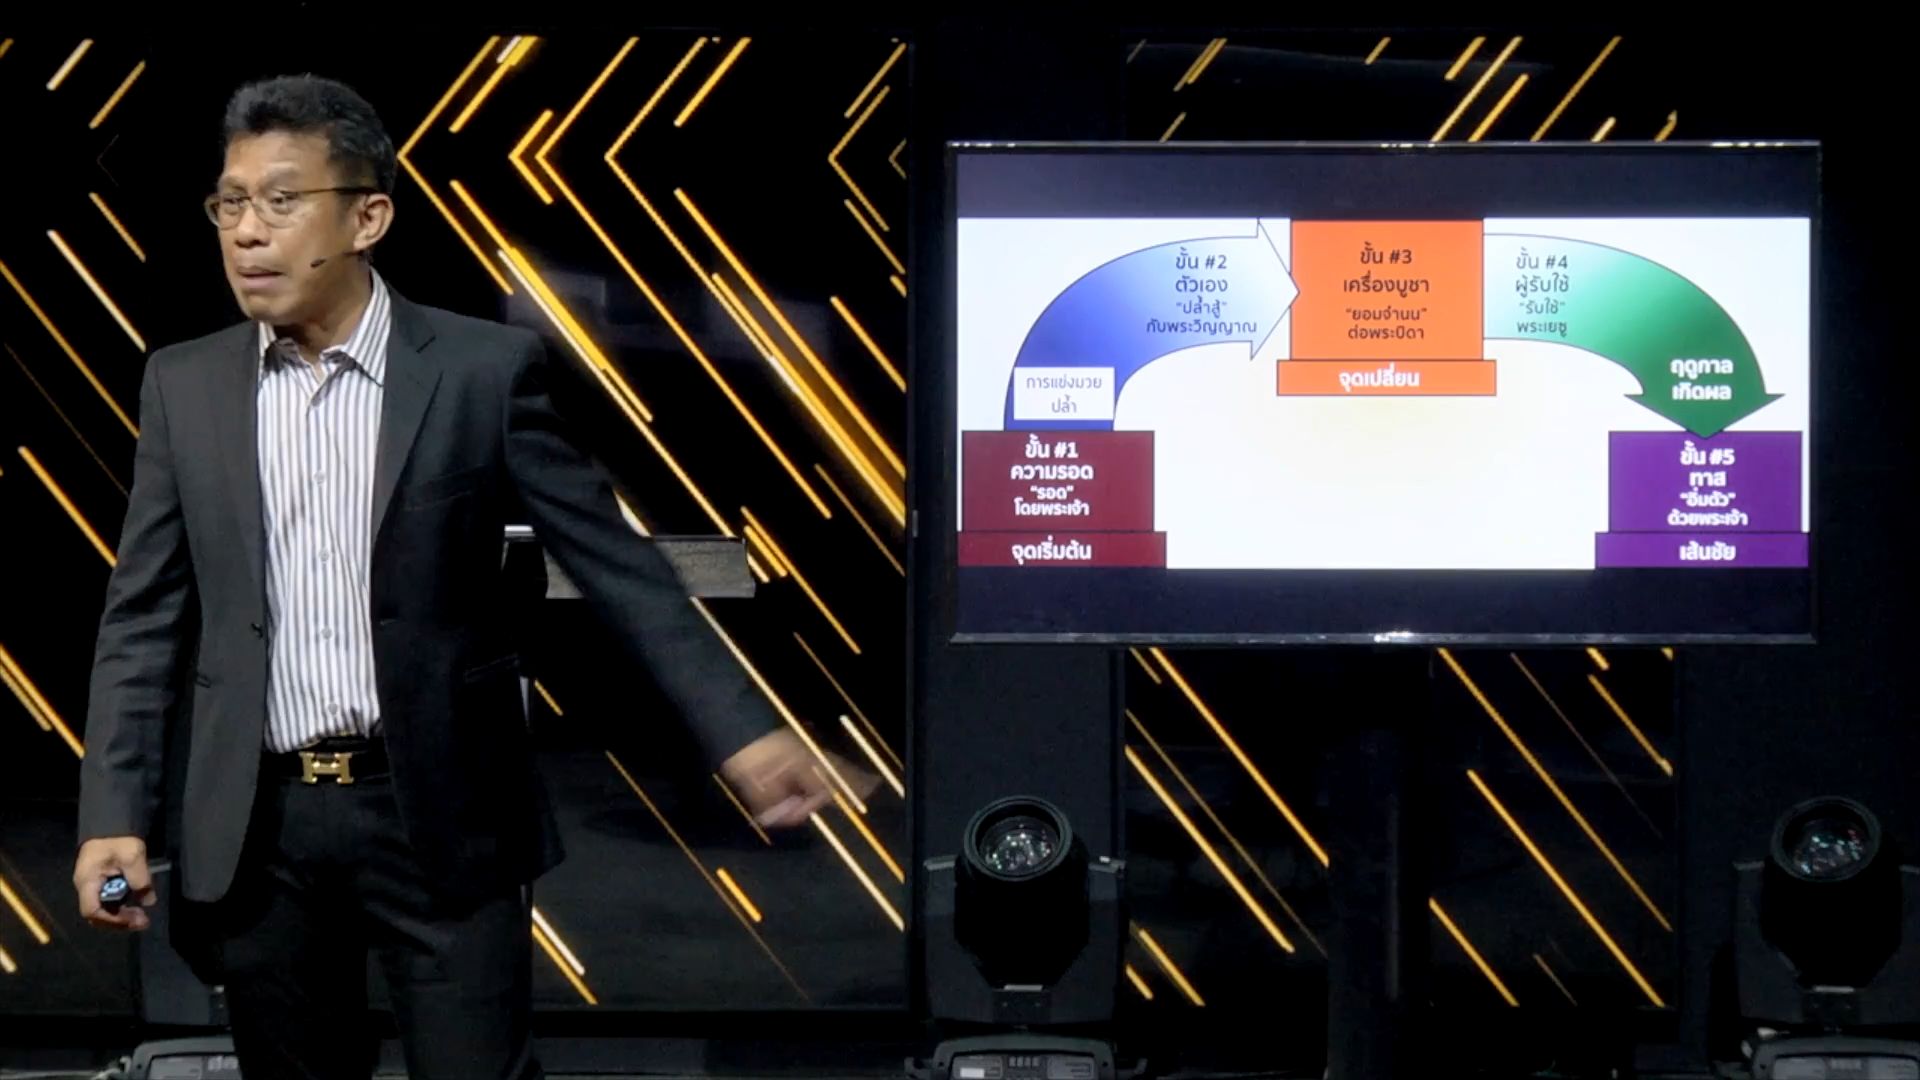 ขั้น #2
ตัวเอง
“ปล้ำสู้”
กับพระวิญญาณ
ขั้น #3
เครื่องบูชา
“ยอมจำนน”
ต่อพระบิดา
จุดเปลี่ยน
ขั้น #4
ผู้รับใช้
“รับใช้”
พระเยซู
ฤดูกาล
เกิดผล
การแข่งมวย
ปล้ำ
ขั้น #1
ความรอด
“รอด”
โดยพระเจ้า
จุดเริ่มต้น
ขั้น #5
ทาส
“อิ่มตัว”
ด้วยพระเจ้า
เส้นชัย